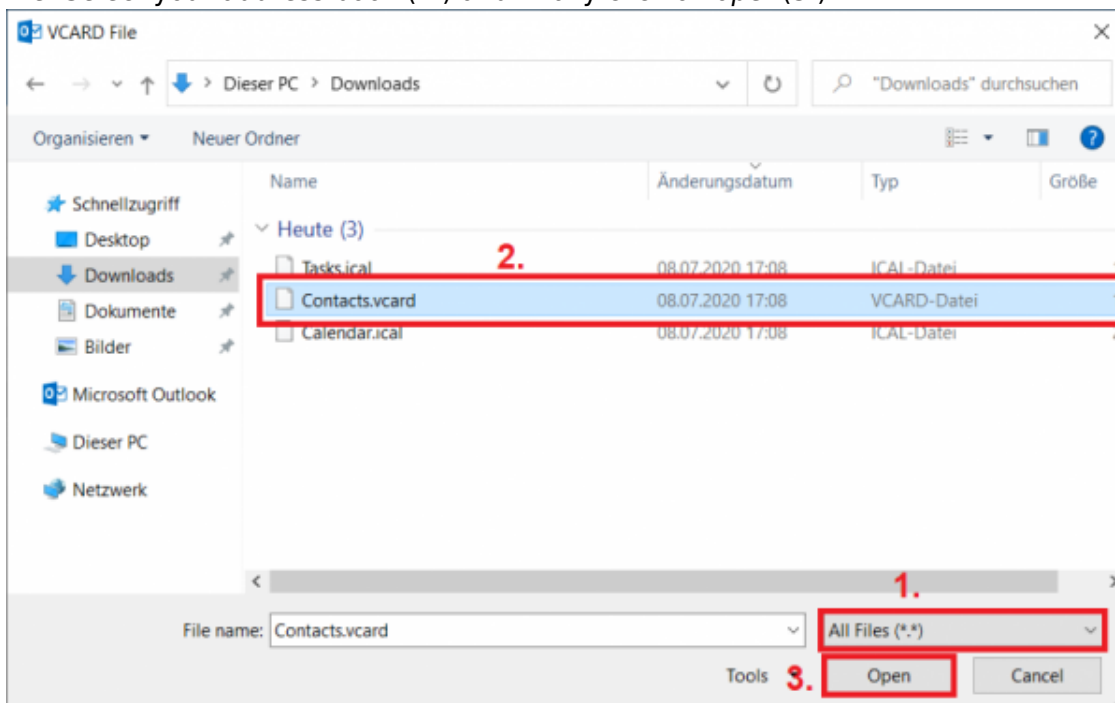 VCARD File
Dieser PC > Downloads
"Downloads" durchsuchen
Organisieren
Neuer Ordner
Name
Änderungsdatum
Typ
Größe
Schnellzugriff
Desktop
Downloads
Dokumente
Bilder
Microsoft Outlook
Dieser PC
Netzwerk
Heute (3)
Tasks.ical 08.07.2020 17:08 ICAL-Datei
2.
Contacts.vcard 08.07.2020 17:08 VCARD-Datei
Calendar.ical 08.07.2020 17:08 ICAL-Datei
1.
File name: Contacts.vcard
All Files (*.*)
Tools
3.
Open
Cancel